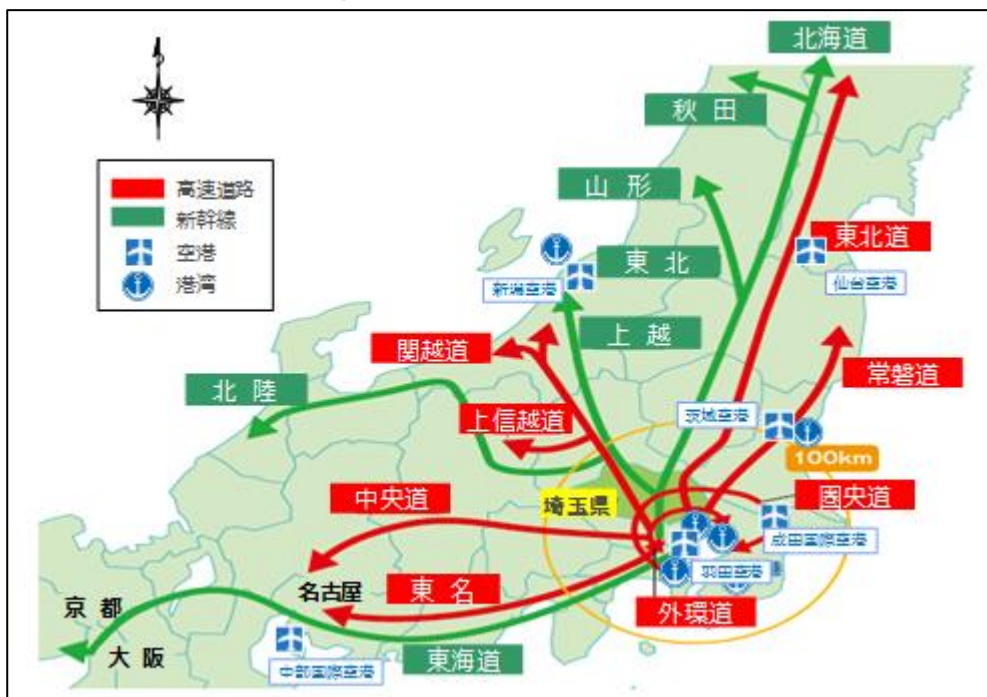 北海道
秋田
高速道路
新幹線
空港
港湾
山形
東北
東北道
新潟空港
仙台空港
上越
関越道
常磐道
北陸
上信越道
茨城空港
100km
中央道
埼玉県
圏央道
成田国際空港
羽田空港
名古屋
東名
外環道
京都
大阪
東海道
中部国際空港